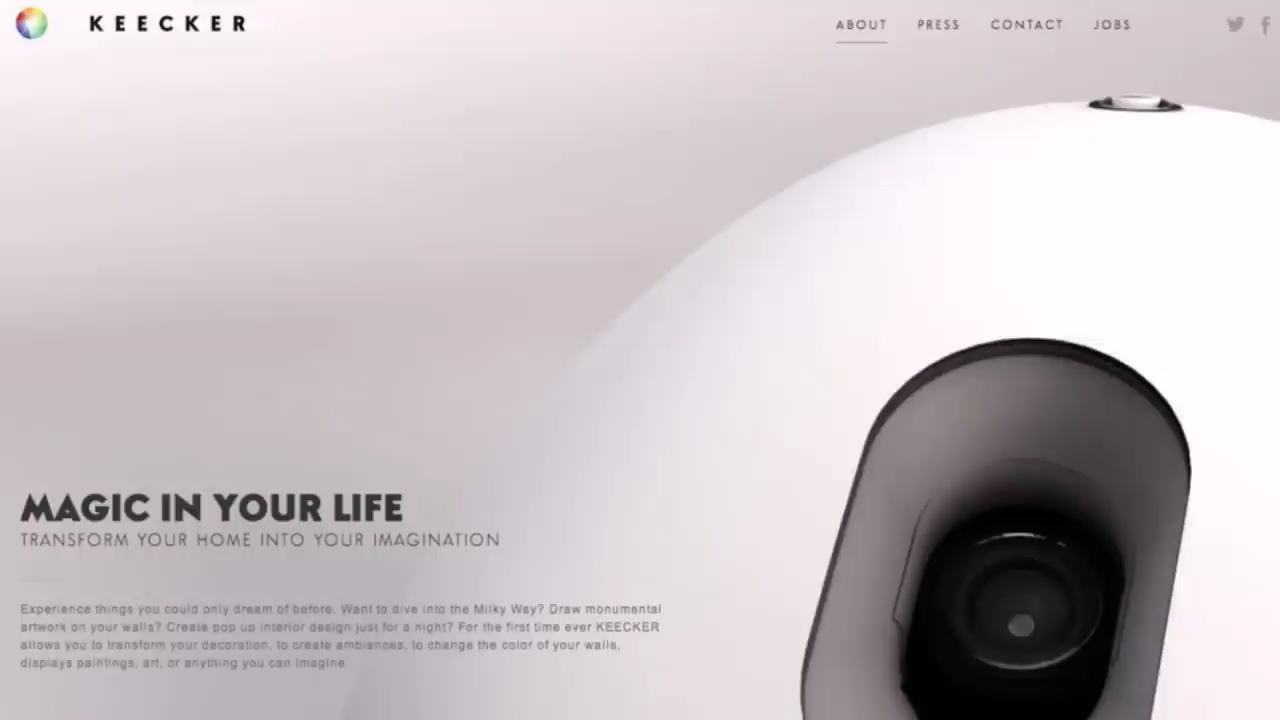 KEECKER
ABOUT PRESS CONTACT JOBS
MAGIC IN YOUR LIFE
TRANSFORM YOUR HOME INTO YOUR IMAGINATION
Experience things you could only dream of before. Want to dive into the Milky Way? Draw monumental
artwork on your walls? Create pop up interior design just for a night? For the first time ever KEECKER
allows you to transform your decoration, to create ambiances, to change the color of your walls,
displays paintings, art, or anything you can imagine.